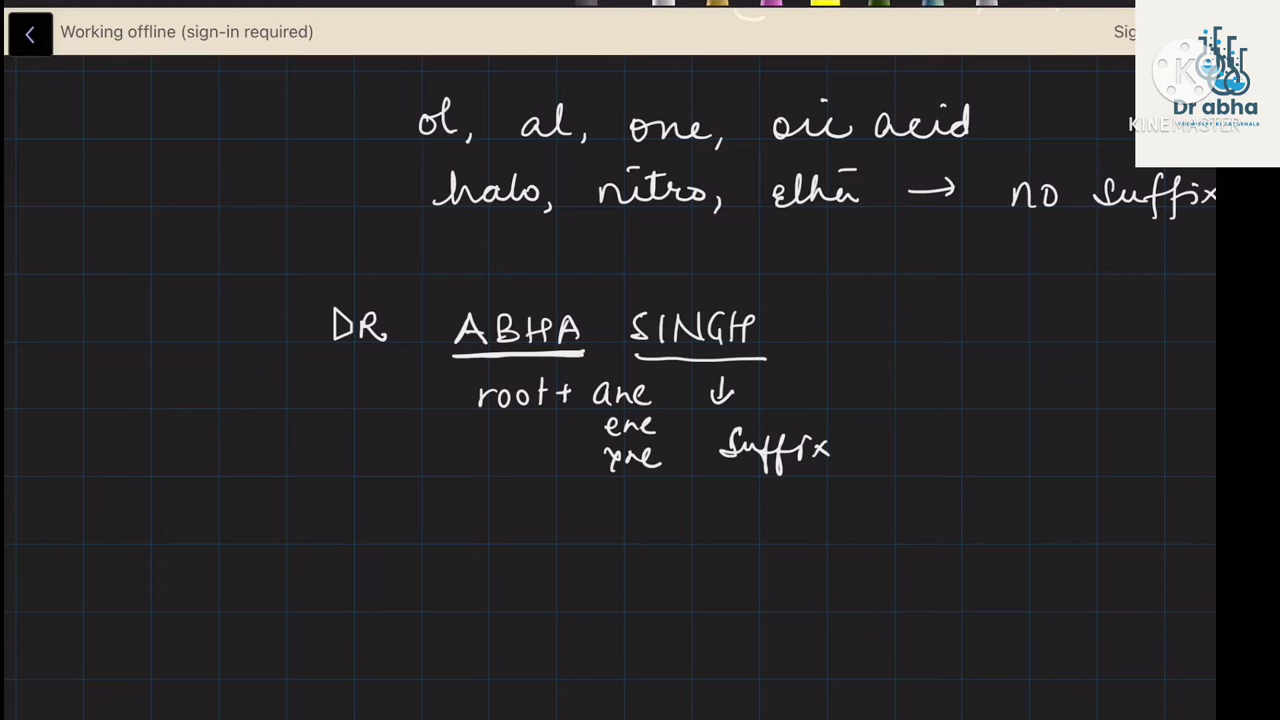 Working offline (sign-in required)
Sig
Dr abha
KINEMASTER
ol, al, one, oic acid
halo, nitro, → no suffix
DR ABHA SINGH
root + ane ↓
ene
yne suffix